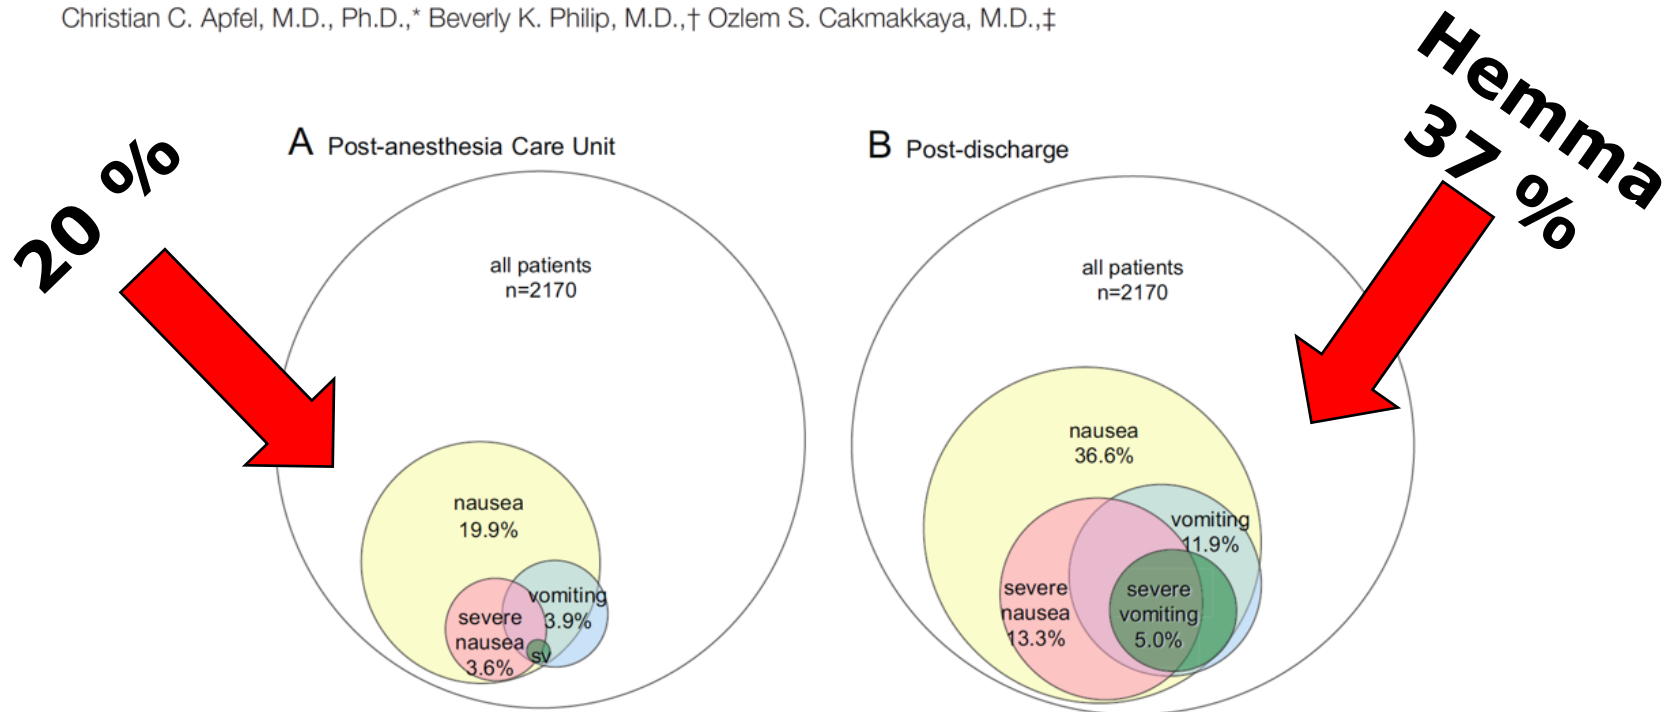 Christian C. Apfel, M.D., Ph.D.,* Beverly K. Philip, M.D.,† Ozlem S. Cakmakkaya, M.D.,‡
20 %
Hemma
37 %
A Post-anesthesia Care Unit
all patients
n=2170
nausea
19.9%
vomiting
3.9%
severe
nausea
3.6%
sv
B Post-discharge
all patients
n=2170
nausea
36.6%
vomiting
11.9%
severe
nausea
13.3%
severe
vomiting
5.0%